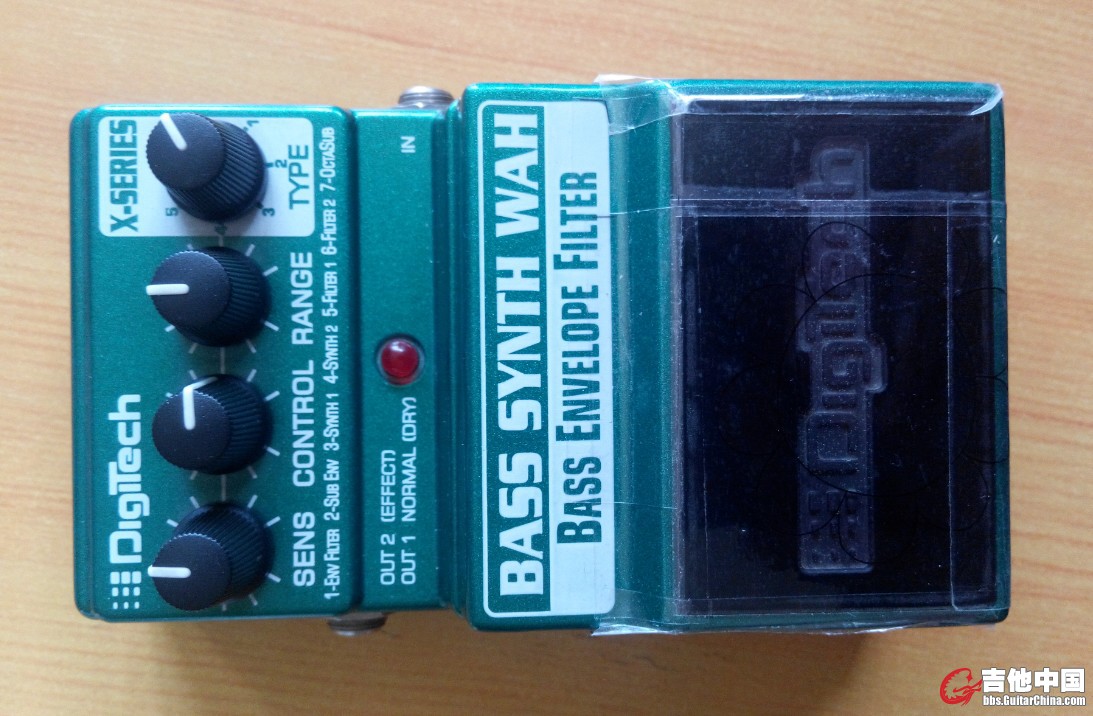 DigiTech X-SERIES
5 4 3 2 1
SENS CONTROL RANGE TYPE
1-ENV FILTER 2-SUB ENV 3-SYNTH 1 4-SYNTH 2 5-FILTER 1 6-FILTER 2 7-OCTASUB
OUT 2 (EFFECT)
OUT 1 NORMAL (DRY)
IN
BASS SYNTH WAH
BASS ENVELOPE FILTER
DigiTech
吉他中国
bbs.GuitarChina.com